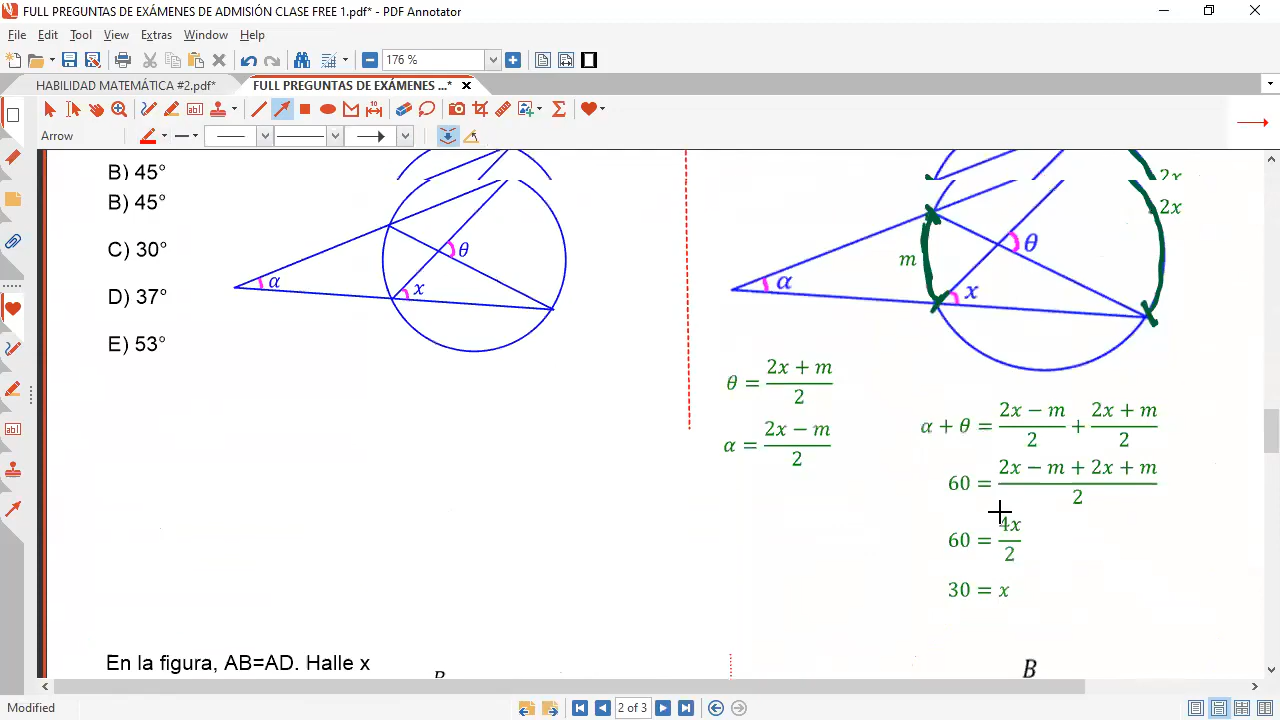 FULL PREGUNTAS DE EXÁMENES DE ADMISIÓN CLASE FREE 1.pdf* - PDF Annotator
File Edit Tool View Extras Window Help
176 %
HABILIDAD MATEMÁTICA #2.pdf*
FULL PREGUNTAS DE EXÁMENES ...*
Arrow
B) 45°
B) 45°
C) 30°
D) 37°
E) 53°
α θ x
2x
2x
m
α θ x
θ = (2x + m)/2
α = (2x − m)/2
α + θ = (2x − m)/2 + (2x + m)/2
60 = (2x − m + 2x + m)/2
60 = 4x/2
30 = x
En la figura, AB=AD. Halle x
B
Modified
2 of 3